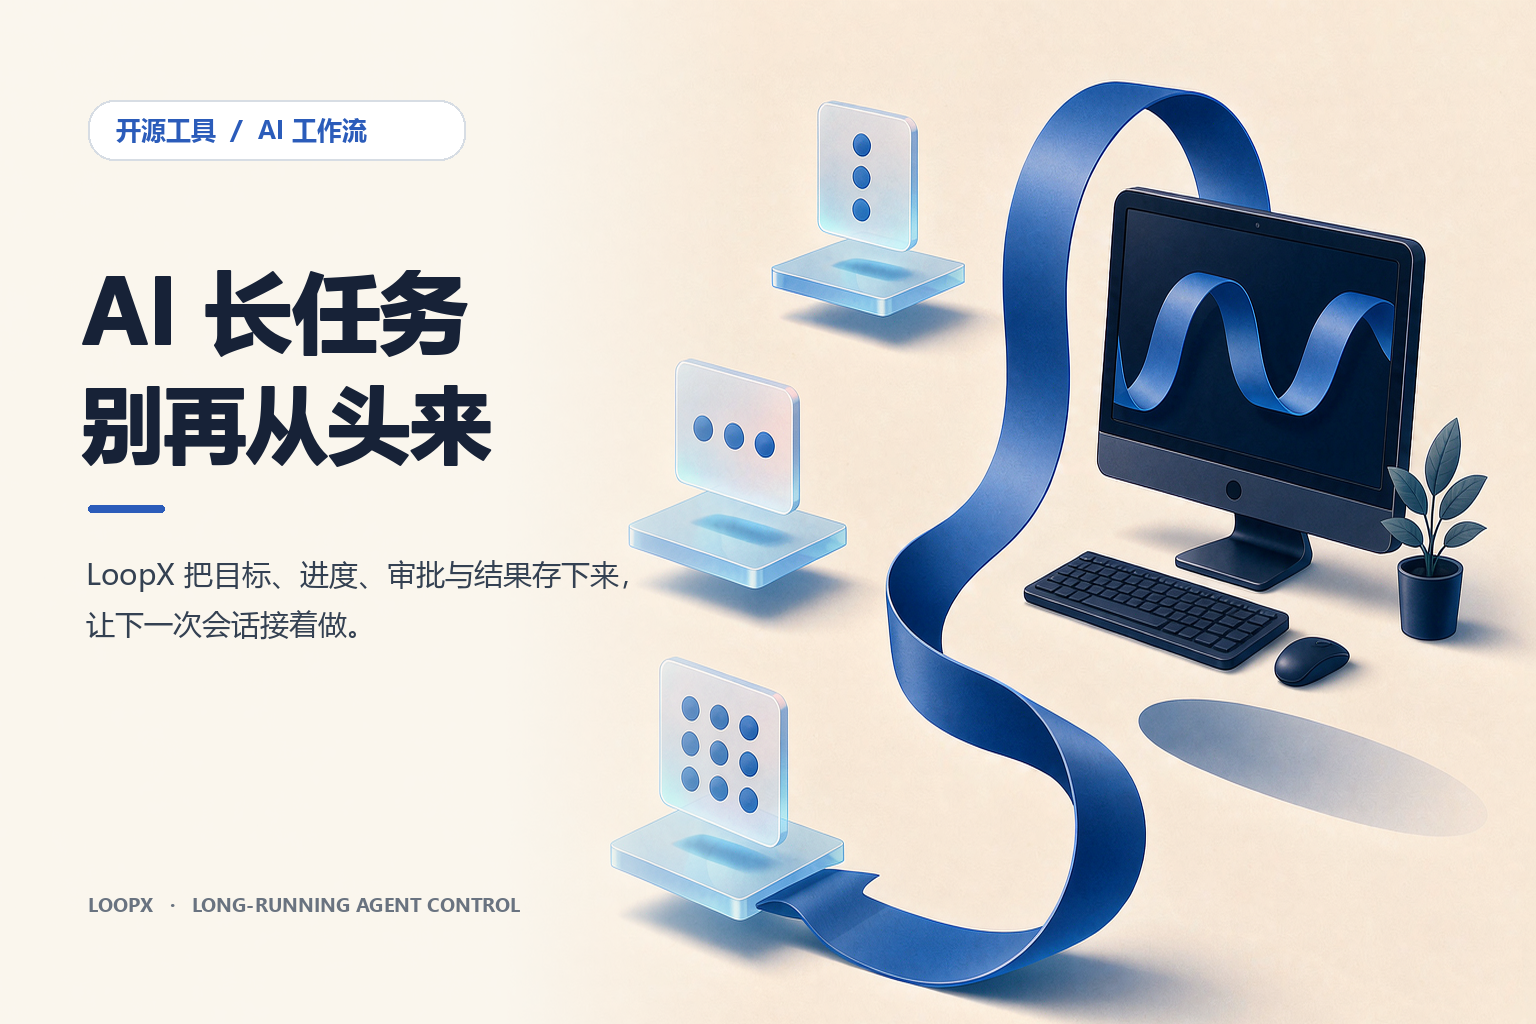 开源工具 / AI 工作流
AI 长任务
别再从头来
LoopX 把目标、进度、审批与结果存下来，
让下一次会话接着做。
LOOPX · LONG-RUNNING AGENT CONTROL